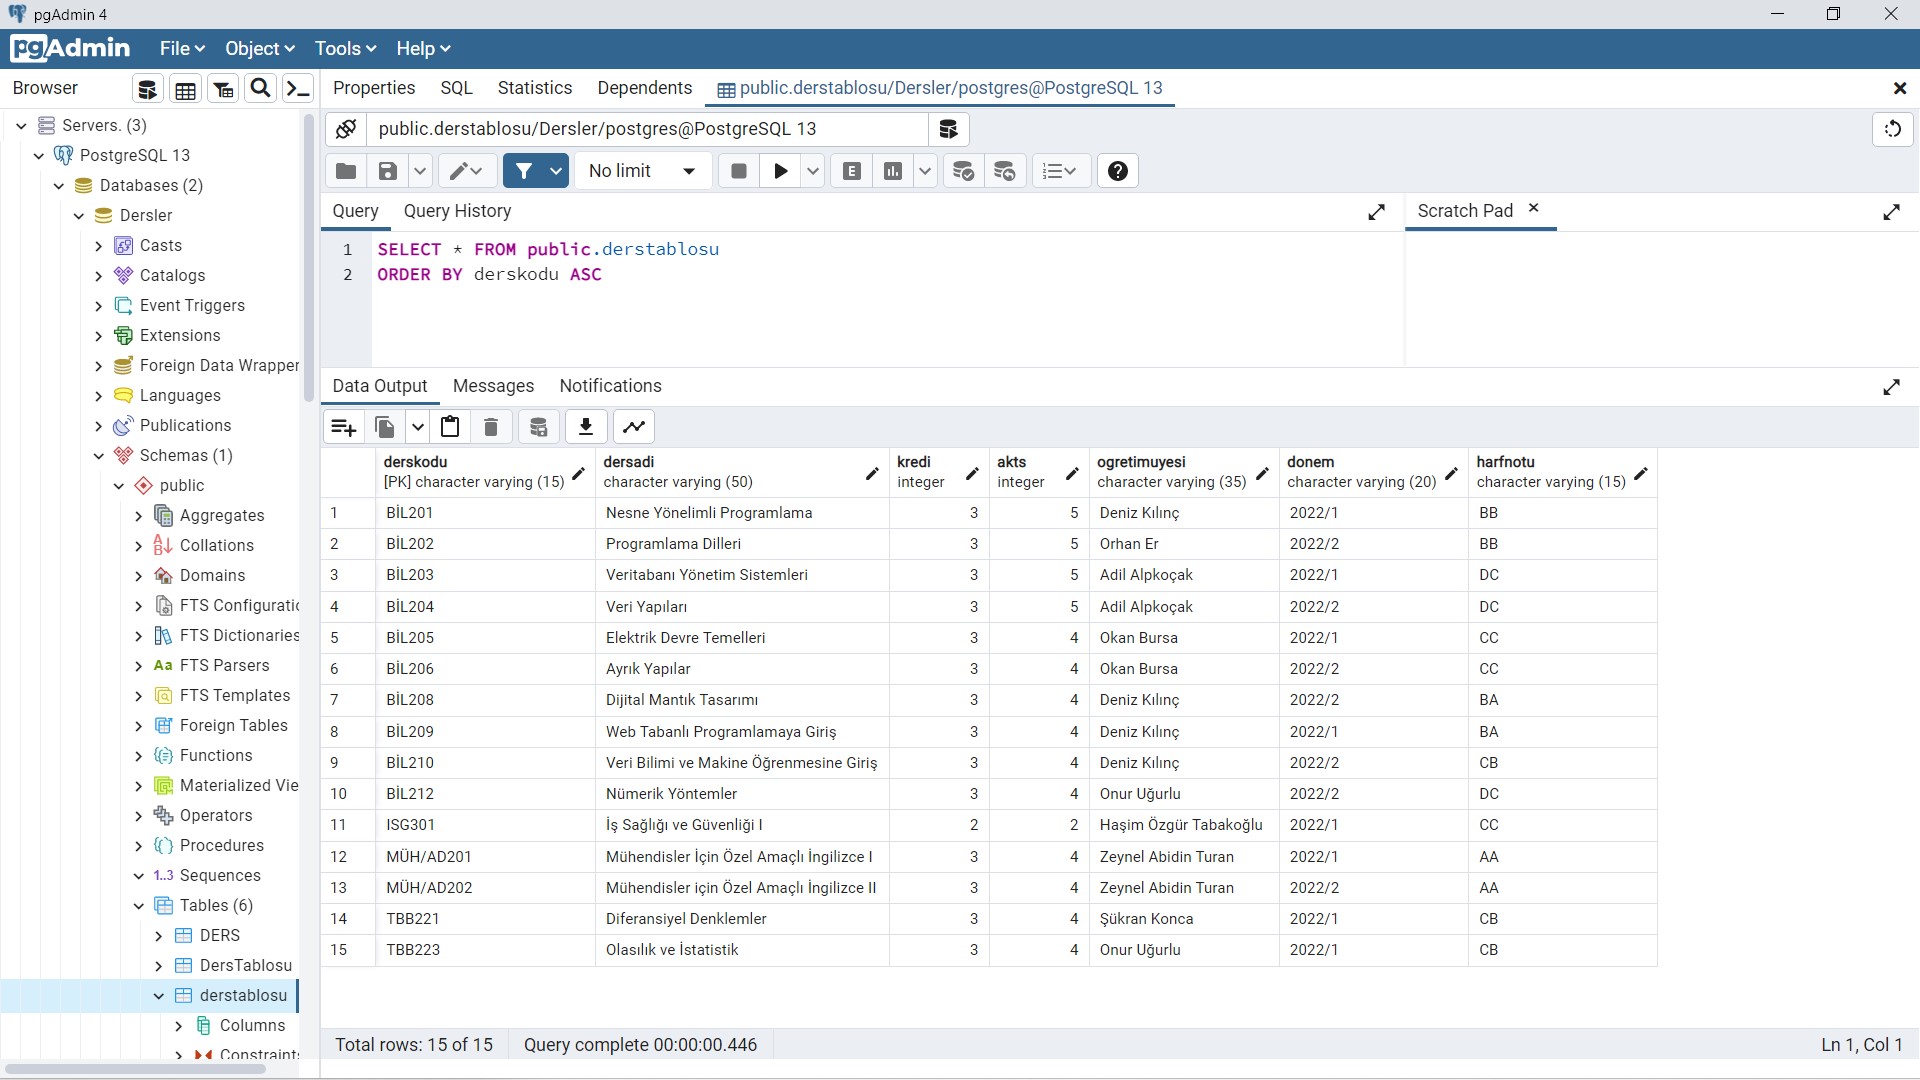 pgAdmin 4
pgAdmin File Object Tools Help
Browser
Properties SQL Statistics Dependents public.derstablosu/Dersler/postgres@PostgreSQL 13
Servers. (3)
PostgreSQL 13
Databases (2)
Dersler
Casts
Catalogs
Event Triggers
Extensions
Foreign Data Wrapper
Languages
Publications
Schemas (1)
public
Aggregates
Collations
Domains
FTS Configuratic
FTS Dictionaries
Aa FTS Parsers
FTS Templates
Foreign Tables
Functions
Materialized Vie
Operators
Procedures
1..3 Sequences
Tables (6)
DERS
DersTablosu
derstablosu
Columns
Constraints
public.derstablosu/Dersler/postgres@PostgreSQL 13
No limit E
Query Query History Scratch Pad
1 SELECT * FROM public.derstablosu
2 ORDER BY derskodu ASC
Data Output Messages Notifications
derskodu dersadi kredi akts ogretimuyesi donem harfnotu
[PK] character varying (15) character varying (50) integer integer character varying (35) character varying (20) character varying (15)
1 BİL201 Nesne Yönelimli Programlama 3 5 Deniz Kılınç 2022/1 BB
2 BİL202 Programlama Dilleri 3 5 Orhan Er 2022/2 BB
3 BİL203 Veritabanı Yönetim Sistemleri 3 5 Adil Alpkoçak 2022/1 DC
4 BİL204 Veri Yapıları 3 5 Adil Alpkoçak 2022/2 DC
5 BİL205 Elektrik Devre Temelleri 3 4 Okan Bursa 2022/1 CC
6 BİL206 Ayrık Yapılar 3 4 Okan Bursa 2022/2 CC
7 BİL208 Dijital Mantık Tasarımı 3 4 Deniz Kılınç 2022/2 BA
8 BİL209 Web Tabanlı Programlamaya Giriş 3 4 Deniz Kılınç 2022/1 BA
9 BİL210 Veri Bilimi ve Makine Öğrenmesine Giriş 3 4 Deniz Kılınç 2022/2 CB
10 BİL212 Nümerik Yöntemler 3 4 Onur Uğurlu 2022/2 DC
11 ISG301 İş Sağlığı ve Güvenliği I 2 2 Haşim Özgür Tabakoğlu 2022/1 CC
12 MÜH/AD201 Mühendisler İçin Özel Amaçlı İngilizce I 3 4 Zeynel Abidin Turan 2022/1 AA
13 MÜH/AD202 Mühendisler için Özel Amaçlı İngilizce II 3 4 Zeynel Abidin Turan 2022/2 AA
14 TBB221 Diferansiyel Denklemler 3 4 Şükran Konca 2022/1 CB
15 TBB223 Olasılık ve İstatistik 3 4 Onur Uğurlu 2022/1 CB
Total rows: 15 of 15 Query complete 00:00:00.446 Ln 1, Col 1